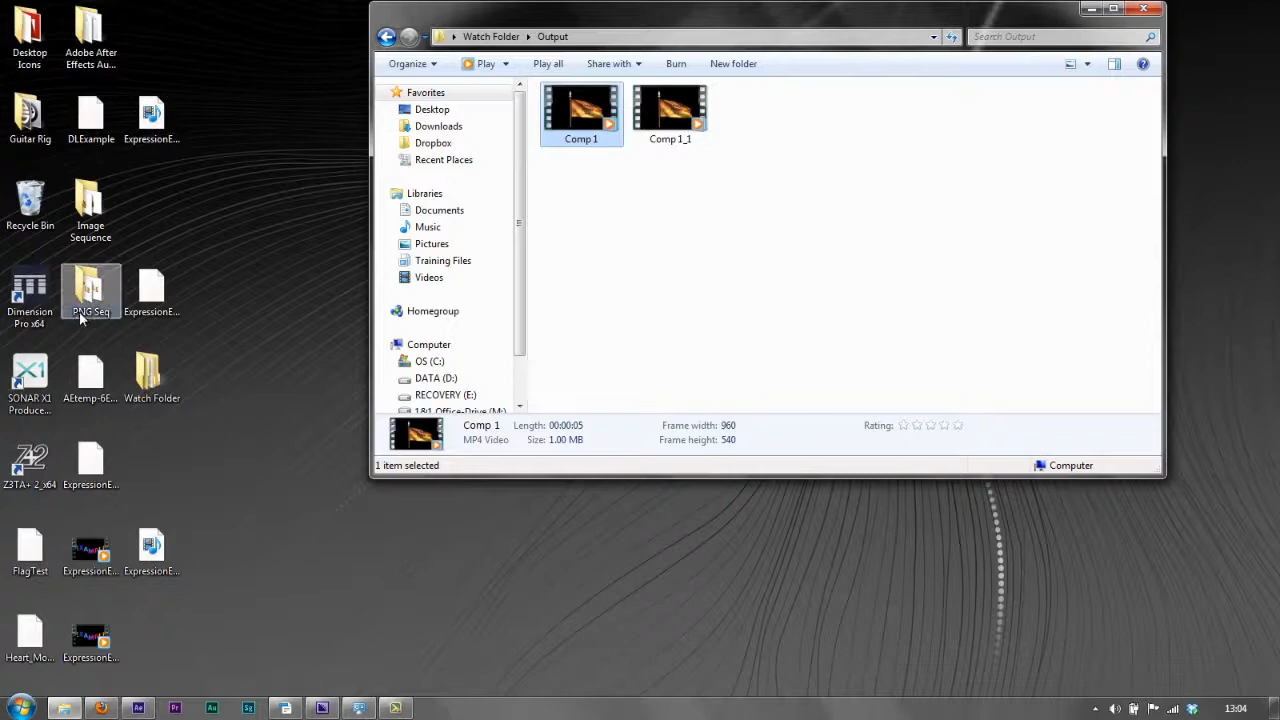 Desktop
Icons
Adobe After
Effects Au...
Guitar Rig
DLExample
ExpressionE...
Recycle Bin
Image
Sequence
Dimension
Pro x64
PNG Seq
ExpressionE...
SONAR X1
Produce...
AEtemp-6E...
Watch Folder
Z3TA+ 2_x64
ExpressionE...
FlagTest
ExpressionE...
ExpressionE...
Heart_Mo...
ExpressionE...
Watch Folder
Output
Search Output
Organize
Play
Play all
Share with
Burn
New folder
Favorites
Desktop
Downloads
Dropbox
Recent Places
Libraries
Documents
Music
Pictures
Training Files
Videos
Homegroup
Computer
OS (C:)
DATA (D:)
RECOVERY (E:)
1&1 Office-Drive (M:)
Comp 1
Comp 1_1
Comp 1 Length: 00:00:05 Frame width: 960 Rating:
MP4 Video Size: 1.00 MB Frame height: 540
1 item selected
Computer
Ae
Pr
Au
Sg
13:04